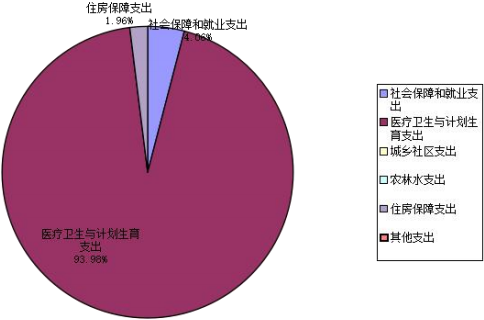 住房保障支出
1.96%
社会保障和就业支出
4.06%
医疗卫生与计划生育
支出
93.98%
社会保障和就业支
出
医疗卫生与计划生
育支出
城乡社区支出
农林水支出
住房保障支出
其他支出